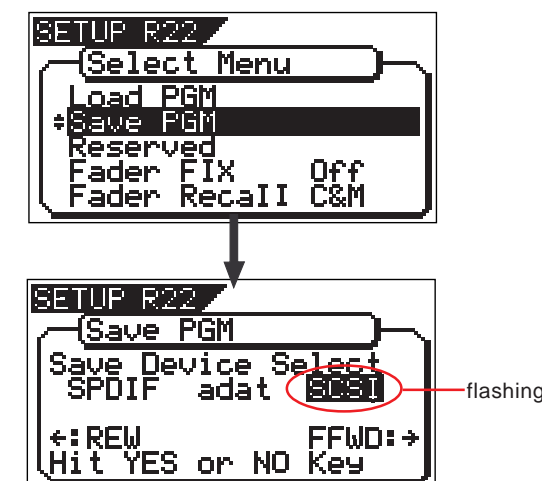 SETUP R22
Select Menu
Load PGM
Save PGM
Reserved
Fader FIX Off
Fader Recall C&M
SETUP R22
Save PGM
Save Device Select
SPDIF adat SCSI
flashing
←:REW FFWD:→
Hit YES or NO Key